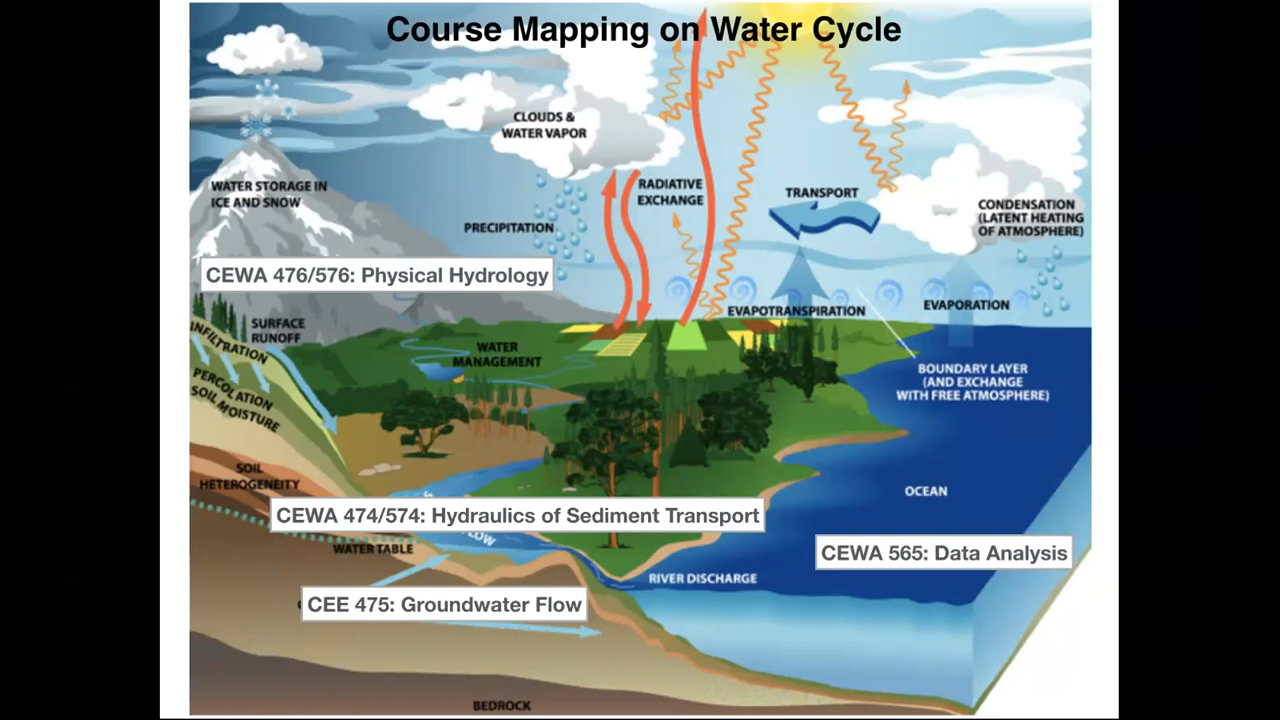 Course Mapping on Water Cycle
CLOUDS &
WATER VAPOR
WATER STORAGE IN
ICE AND SNOW
RADIATIVE
EXCHANGE
TRANSPORT
CONDENSATION
(LATENT HEATING
OF ATMOSPHERE)
PRECIPITATION
CEWA 476/576: Physical Hydrology
EVAPOTRANSPIRATION
EVAPORATION
SURFACE
RUNOFF
INFILTRATION
WATER
MANAGEMENT
BOUNDARY LAYER
(AND EXCHANGE
WITH FREE ATMOSPHERE)
PERCOLATION
SOIL MOISTURE
SOIL
HETEROGENEITY
OCEAN
CEWA 474/574: Hydraulics of Sediment Transport
WATER TABLE
CEWA 565: Data Analysis
RIVER DISCHARGE
CEE 475: Groundwater Flow
BEDROCK